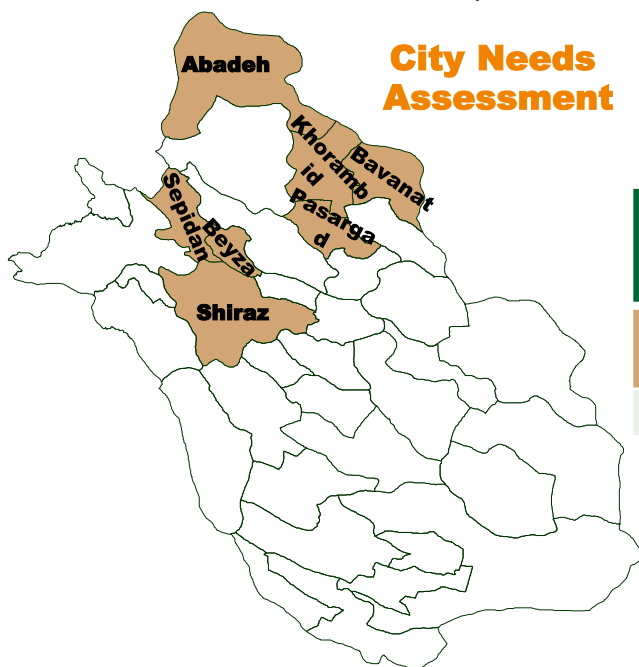 City Needs
Assessment
Abadeh
Khoramb
id
Bavanat
Pasarga
d
Sepidan
Beyza
Shiraz